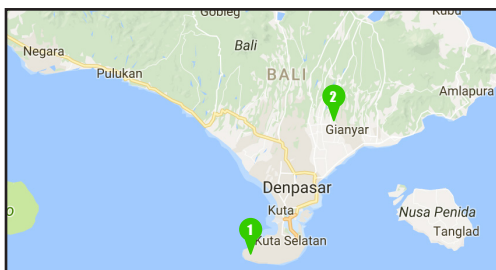 Gobleg
Kubu
Negara
Bali
Pulukan
BALI
Amlapura
2
Gianyar
Denpasar
Kuta
Nusa Penida
1
Kuta Selatan
Tanglad
O